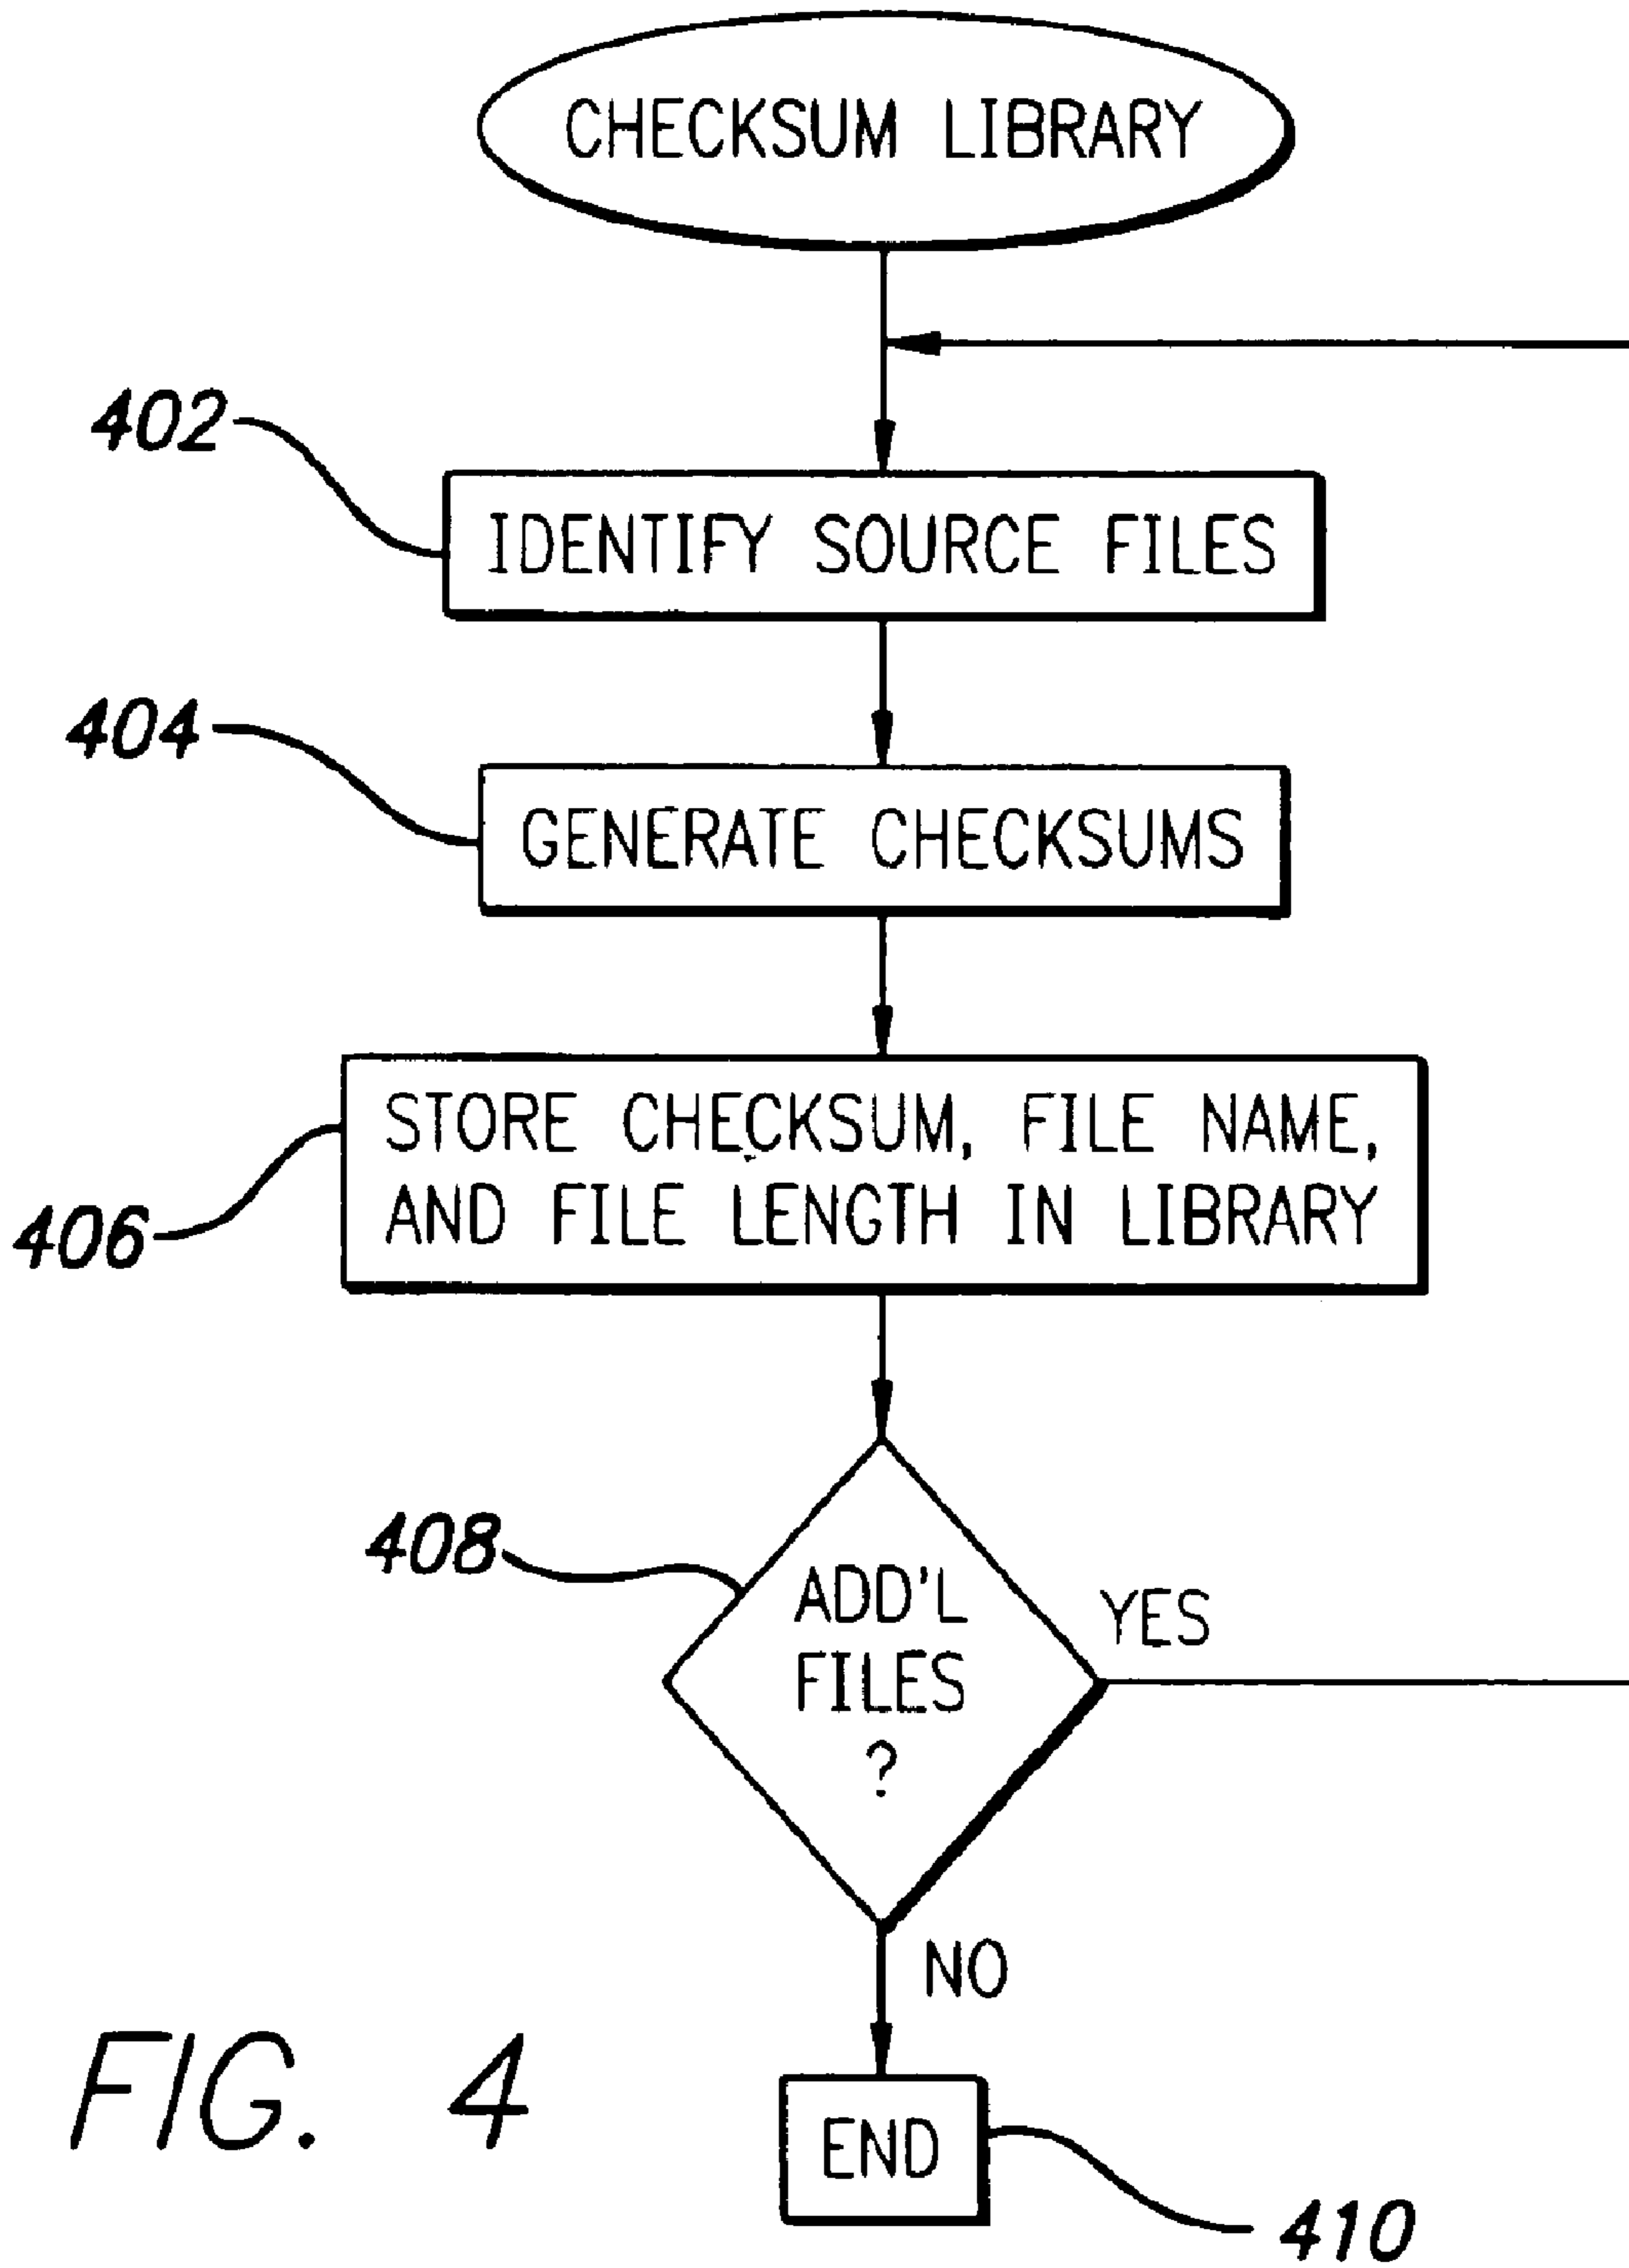 CHECKSUM LIBRARY
402
IDENTIFY SOURCE FILES
404
GENERATE CHECKSUMS
406
STORE CHECKSUM, FILE NAME,
AND FILE LENGTH IN LIBRARY
408
ADD'L
FILES
?
YES
NO
END
410
FIG. 4